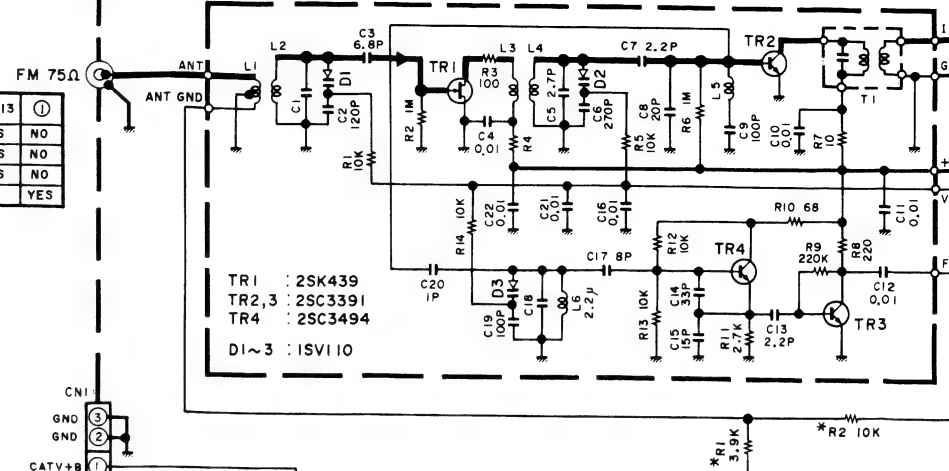 FM 75Ω
ANT
ANT GND
13 ①
S NO
S NO
S NO
YES
L1
L2
C1
D1
C2
120P
C3
6.8P
R1
10K
R2 1M
TR1
R3
100
L3
L4
C4
0.01
R4
C5 2.7P
D2
C6
270P
C7 2.2P
R5
10K
C8
20P
R6 1M
L5
C9
100P
TR2
T1
C10
0.01
R7
10
I
G
+
V
F
R14 10K
C22
0.01
C21
0.01
C16
0.01
R10 68
C11
0.01
R12
10K
TR4
R9
220K
R8
220
C12
0.01
C20
1P
D3
C19
100P
C18
L6
2.2μ
C17 8P
R13 10K
C14
33P
C15
15P
R11
2.7K
C13
2.2P
TR3
TR1 : 2SK439
TR2,3 : 2SC3391
TR4 : 2SC3494
D1~3 : 1SV110
CN1
GND ③
GND ②
CATV+B ①
*R1
3.9K
*R2 10K